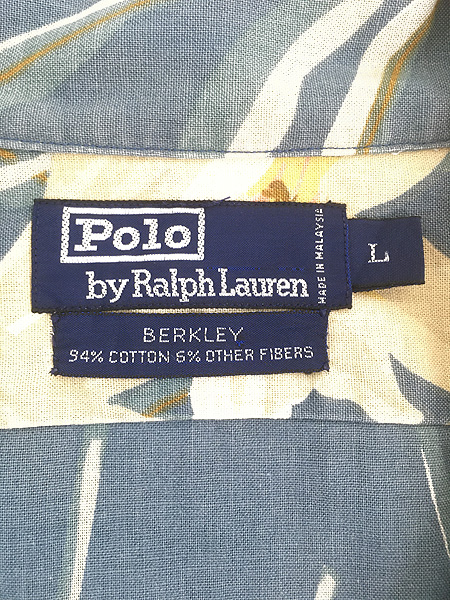 Polo
by Ralph Lauren
MADE IN MALAYSIA
L
BERKLEY
94% COTTON 6% OTHER FIBERS